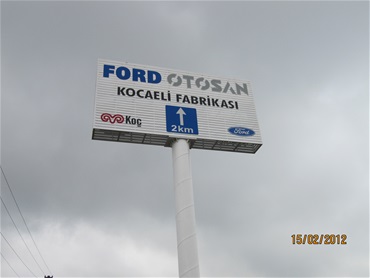 FORD OTOSAN
KOCAELİ FABRİKASI
Koç
2km
Ford
15/02/2012